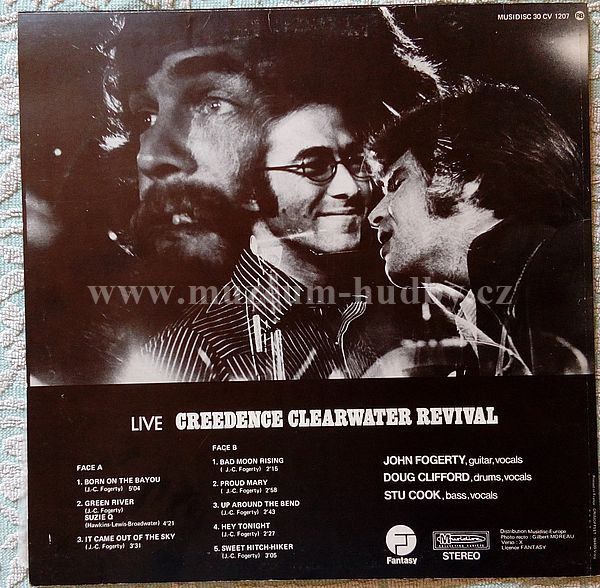 MUSIDISC 30 CV 1207
www.muzium-hudby.cz
LIVE CREEDENCE CLEARWATER REVIVAL
FACE A
1. BORN ON THE BAYOU
(J.-C. Fogerty) 5'04
2. GREEN RIVER
(J.-C. Fogerty)
SUZIE Q
(Hawkins-Lewis-Broadwater) 4'21
3. IT CAME OUT OF THE SKY
(J.-C. Fogerty) 3'31
FACE B
1. BAD MOON RISING
( J.-C. Fogerty) 2'15
2. PROUD MARY
( J.-C. Fogerty) 2'58
3. UP AROUND THE BEND
(J.-C. Fogerty) 2'43
4. HEY TONIGHT
(J.-C. Fogerty) 2'27
5. SWEET HITCH-HIKER
(J.-C. Fogerty) 3'05
JOHN FOGERTY, guitar, vocals
DOUG CLIFFORD, drums, vocals
STU COOK, bass, vocals
Fantasy
Musidisc
STEREO
Distribution Musidisc-Europe
Photo recto : Gilbert MOREAU
Verso : X
Licence FANTASY